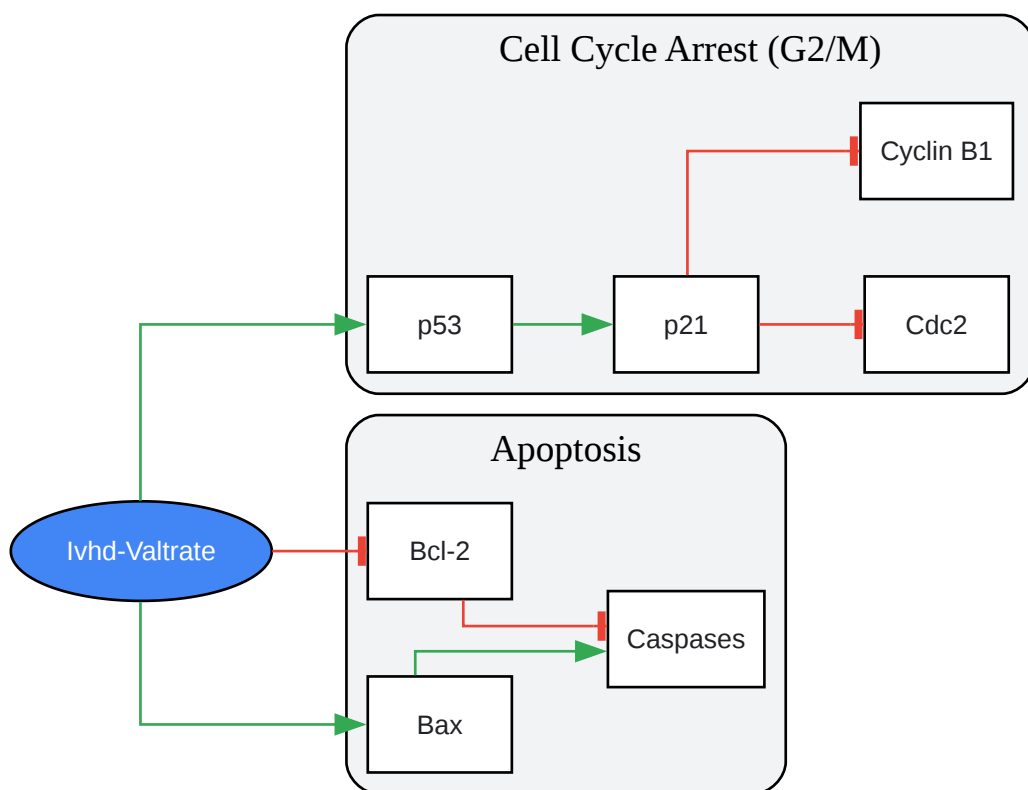 Cell Cycle Arrest (G2/M)
Cyclin B1
p53
p21
Cdc2
Apoptosis
Ivhd-Valtrate
Bcl-2
Caspases
Bax